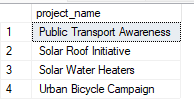 project_name
1 Public Transport Awareness
2 Solar Roof Initiative
3 Solar Water Heaters
4 Urban Bicycle Campaign